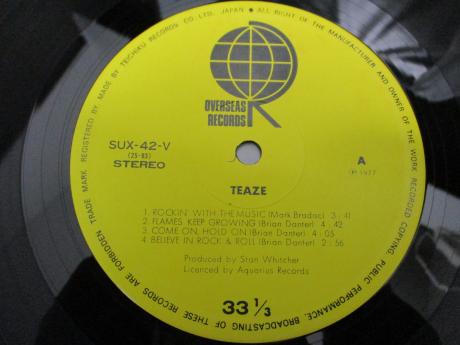 TRADE MARK REGISTERED. BY MADE BY TEICHIKU RECORDS CO., LTD. JAPAN ● ALL RIGHT OF THE MANUFACTURER AND OWNER OF THE WORK RECORDED COPYING. PUBLIC PERFORMANCE. BROADCASTING OF THESE RECORDS ARE FORBIDDEN
OVERSEAS
RECORDS
SUX-42-V
(25-83)
STEREO
A
Ⓟ 1977
TEAZE
1. ROCKIN' WITH THE MUSIC (Mark Bradac) 3:41
2. FLAMES KEEP GROWING (Brian Danter) 4:42
3. COME ON, HOLD ON (Brian Danter) 4:05
4. BELIEVE IN ROCK & ROLL (Brian Danter) 2:56
Produced by Stan Whitcher
Licenced by Aquarius Records
33 1/3